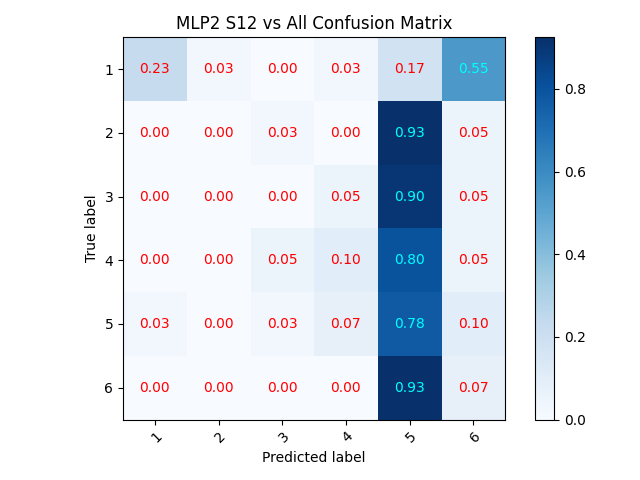 MLP2 S12 vs All Confusion Matrix
1 0.23 0.03 0.00 0.03 0.17 0.55
2 0.00 0.00 0.03 0.00 0.93 0.05
3 0.00 0.00 0.00 0.05 0.90 0.05
4 0.00 0.00 0.05 0.10 0.80 0.05
5 0.03 0.00 0.03 0.07 0.78 0.10
6 0.00 0.00 0.00 0.00 0.93 0.07
1 2 3 4 5 6
Predicted label
True label
0.8
0.6
0.4
0.2
0.0